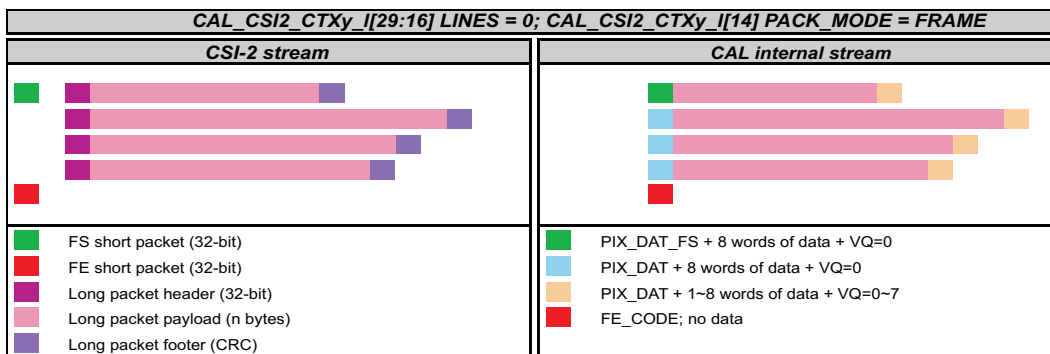 CAL_CSI2_CTXy_I[29:16] LINES = 0; CAL_CSI2_CTXy_I[14] PACK_MODE = FRAME
CSI-2 stream
CAL internal stream
FS short packet (32-bit)
FE short packet (32-bit)
Long packet header (32-bit)
Long packet payload (n bytes)
Long packet footer (CRC)
PIX_DAT_FS + 8 words of data + VQ=0
PIX_DAT + 8 words of data + VQ=0
PIX_DAT + 1~8 words of data + VQ=0~7
FE_CODE; no data